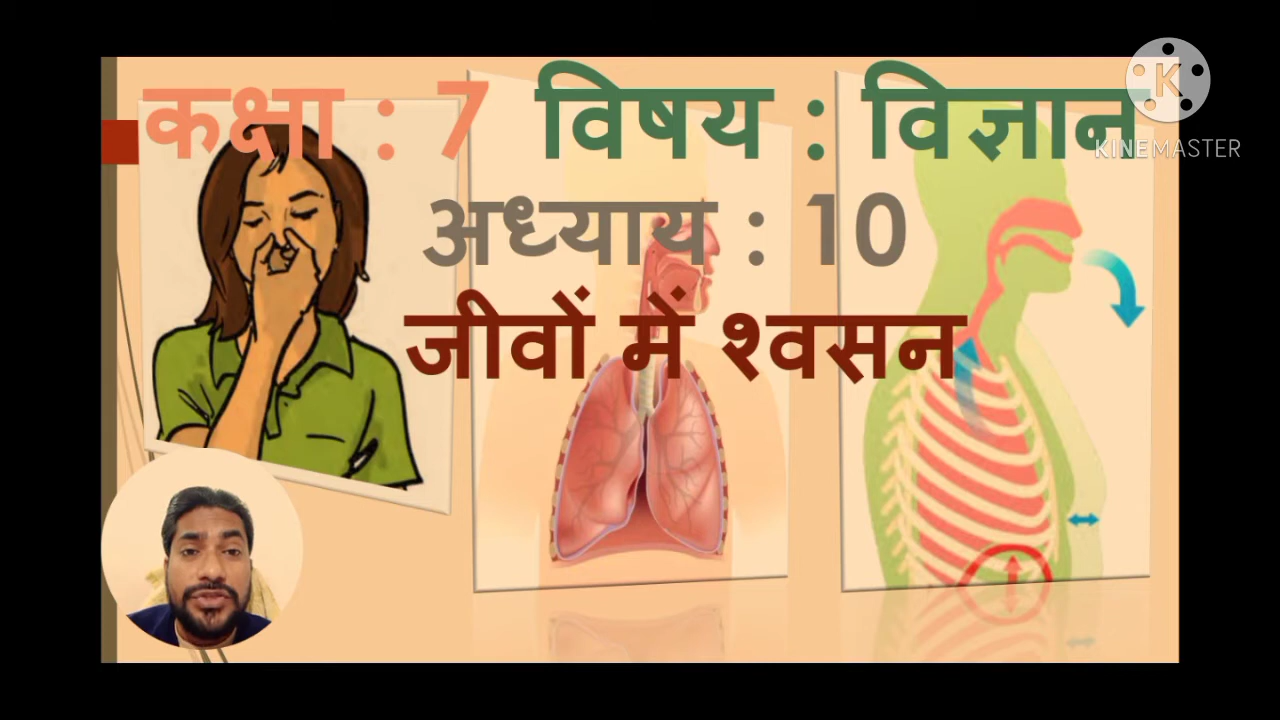 कक्षा : 7 विषय : विज्ञान
अध्याय : 10
जीवों में श्वसन
K
KINEMASTER